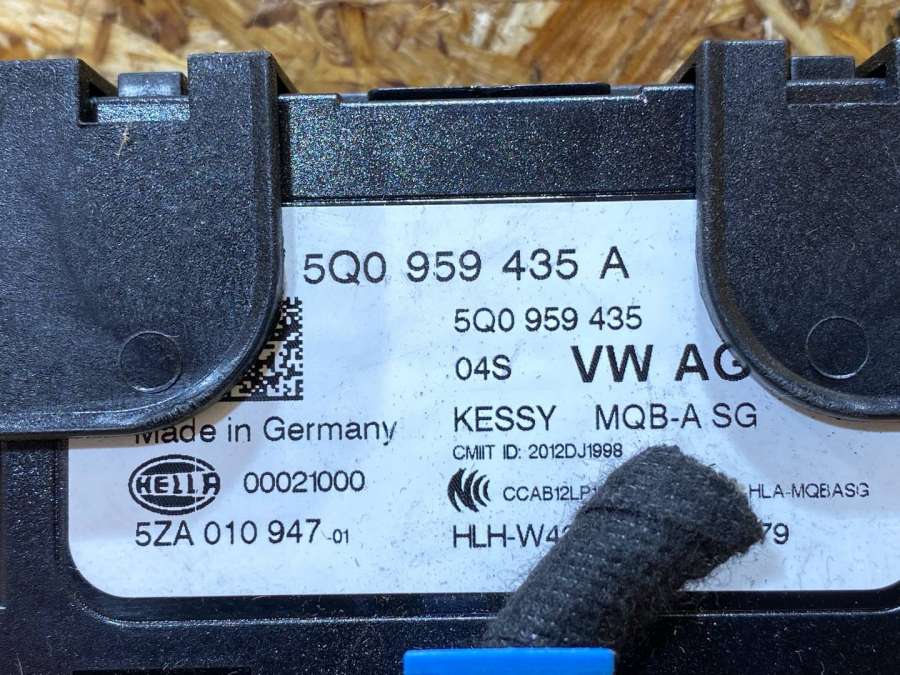 5Q0 959 435 A
5Q0 959 435
04S VW AG
KESSY MQB-A SG
Made in Germany
CMIIT ID: 2012DJ1998
HELLA 00021000
HLA-MQBASG
5ZA 010 947 -01